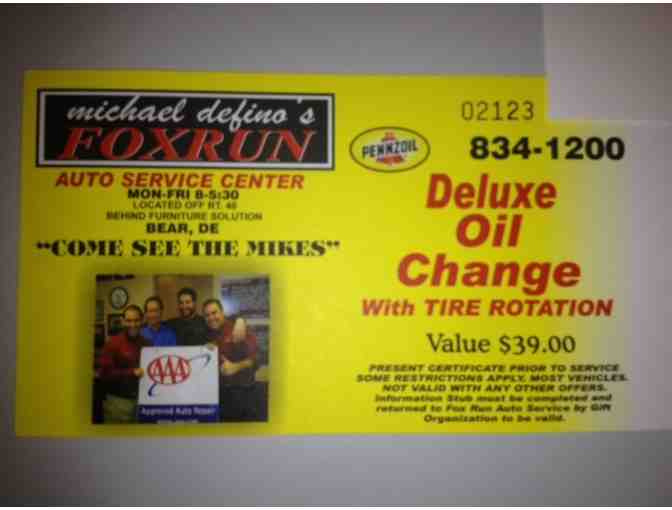 michael defino's
FOXRUN
AUTO SERVICE CENTER
MON-FRI 8-5:30
LOCATED OFF RT. 40
BEHIND FURNITURE SOLUTION
BEAR, DE
"COME SEE THE MIKES"
AAA
Approved Auto Repair
02123
PENNZOIL
834-1200
Deluxe
Oil
Change
With TIRE ROTATION
Value $39.00
PRESENT CERTIFICATE PRIOR TO SERVICE
SOME RESTRICTIONS APPLY, MOST VEHICLES.
NOT VALID WITH ANY OTHER OFFERS.
Information Stub must be completed and
returned to Fox Run Auto Service by Gift
Organization to be valid.